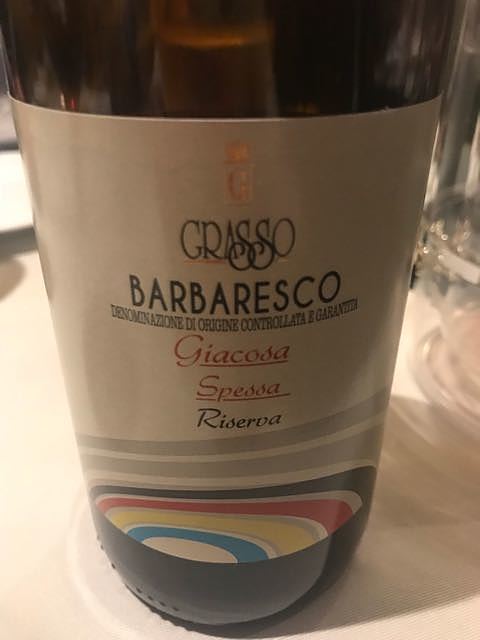 G
GRASSO
BARBARESCO
DENOMINAZIONE DI ORIGINE CONTROLLATA E GARANTITA
Giacosa
Spessa
Riserva